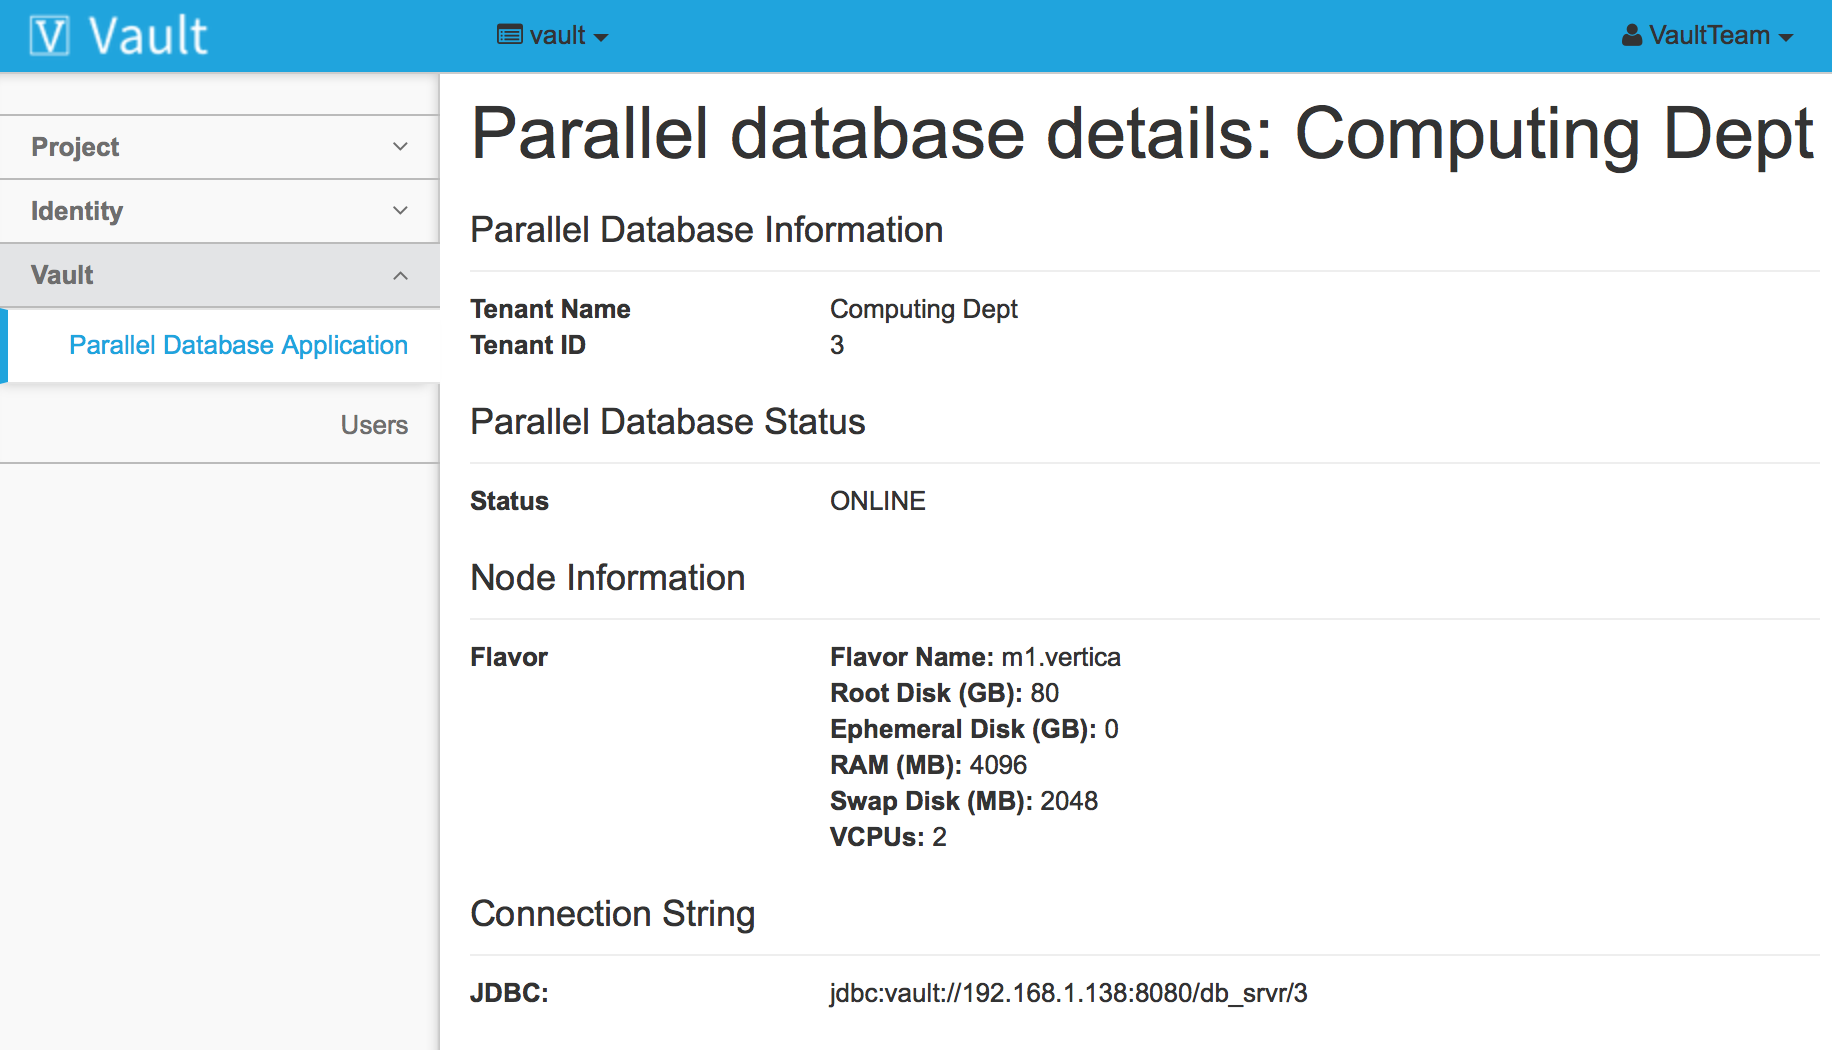 V Vault
vault
VaultTeam
Project
Identity
Vault
Parallel Database Application
Users
Parallel database details: Computing Dept
Parallel Database Information
Tenant Name Computing Dept
Tenant ID 3
Parallel Database Status
Status ONLINE
Node Information
Flavor Flavor Name: m1.vertica
Root Disk (GB): 80
Ephemeral Disk (GB): 0
RAM (MB): 4096
Swap Disk (MB): 2048
VCPUs: 2
Connection String
JDBC: jdbc:vault://192.168.1.138:8080/db_srvr/3